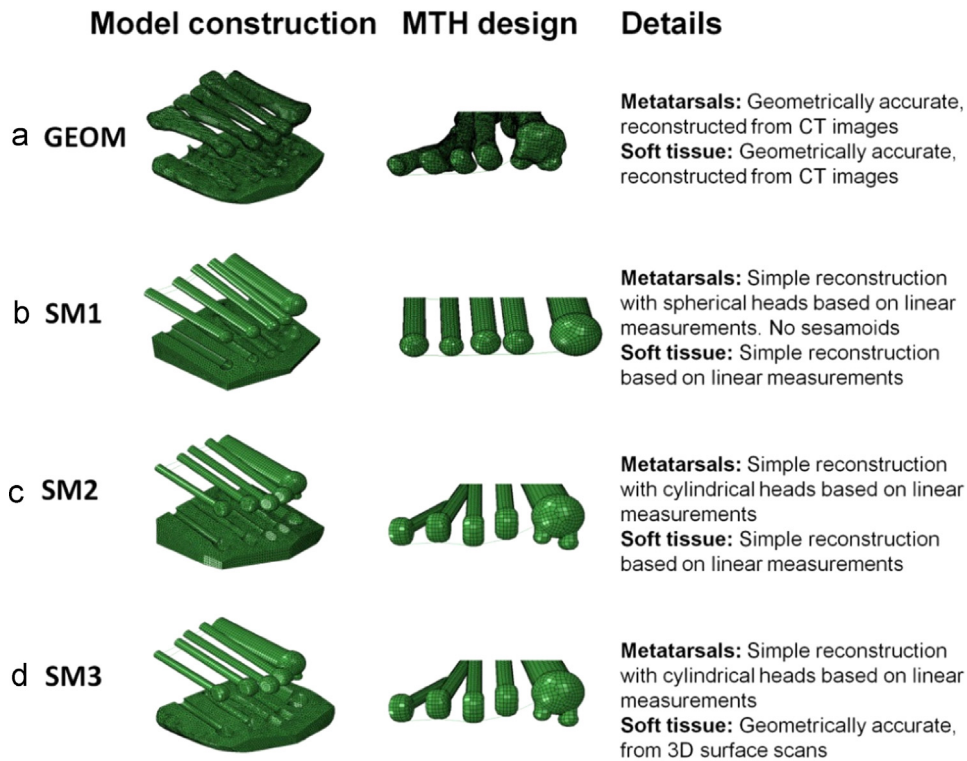 Model construction MTH design Details
a GEOM
Metatarsals: Geometrically accurate,
reconstructed from CT images
Soft tissue: Geometrically accurate,
reconstructed from CT images
b SM1
Metatarsals: Simple reconstruction
with spherical heads based on linear
measurements. No sesamoids
Soft tissue: Simple reconstruction
based on linear measurements
c SM2
Metatarsals: Simple reconstruction
with cylindrical heads based on linear
measurements
Soft tissue: Simple reconstruction
based on linear measurements
d SM3
Metatarsals: Simple reconstruction
with cylindrical heads based on linear
measurements
Soft tissue: Geometrically accurate,
from 3D surface scans